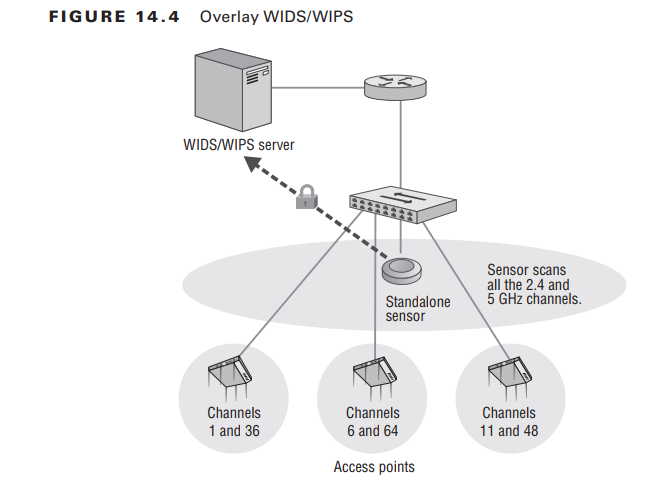 FIGURE 14.4 Overlay WIDS/WIPS
WIDS/WIPS server
Sensor scans
all the 2.4 and
5 GHz channels.
Standalone
sensor
Channels
1 and 36
Channels
6 and 64
Channels
11 and 48
Access points